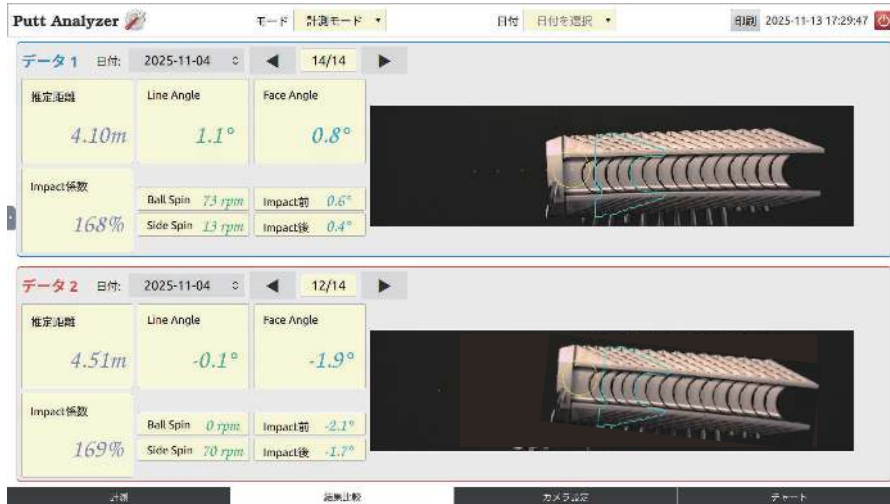 Putt Analyzer モード 計測モード 日付 日付を選択 印刷 2025-11-13 17:29:47
データ 1 日付: 2025-11-04 14/14
推定距離 Line Angle Face Angle
4.10m 1.1° 0.8°
Impact係数
Ball Spin 73 rpm Impact前 0.6°
168% Side Spin 13 rpm Impact後 0.4°
データ 2 日付: 2025-11-04 12/14
推定距離 Line Angle Face Angle
4.51m -0.1° -1.9°
Impact係数
Ball Spin 0 rpm Impact前 -2.1°
169% Side Spin 70 rpm Impact後 -1.7°
計測 結果比較 カメラ設定 チャート